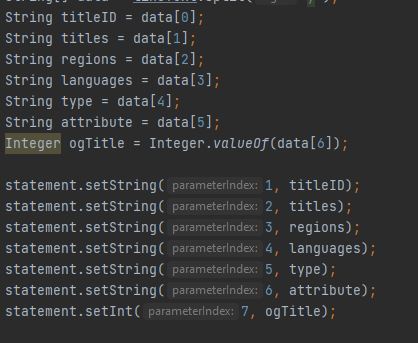 String titleID = data[0];
String titles = data[1];
String regions = data[2];
String languages = data[3];
String type = data[4];
String attribute = data[5];
Integer ogTitle = Integer.valueOf(data[6]);
statement.setString( parameterIndex: 1, titleID);
statement.setString( parameterIndex: 2, titles);
statement.setString( parameterIndex: 3, regions);
statement.setString( parameterIndex: 4, languages);
statement.setString( parameterIndex: 5, type);
statement.setString( parameterIndex: 6, attribute);
statement.setInt( parameterIndex: 7, ogTitle);